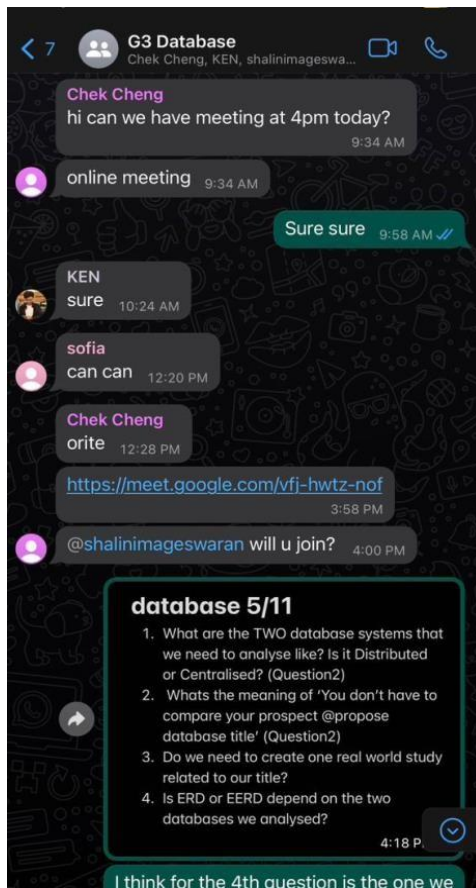 7
G3 Database
Chek Cheng, KEN, shalinimageswa...
Chek Cheng
hi can we have meeting at 4pm today?
9:34 AM
online meeting 9:34 AM
Sure sure 9:58 AM
KEN
sure 10:24 AM
sofia
can can 12:20 PM
Chek Cheng
orite 12:28 PM
https://meet.google.com/vfj-hwtz-nof
3:58 PM
@shalinimageswaran will u join? 4:00 PM
database 5/11
1. What are the TWO database systems that
we need to analyse like? Is it Distributed
or Centralised? (Question2)
2. Whats the meaning of ‘You don’t have to
compare your prospect @propose
database title’ (Question2)
3. Do we need to create one real world study
related to our title?
4. Is ERD or EERD depend on the two
databases we analysed?
4:18 P
I think for the 4th question is the one we